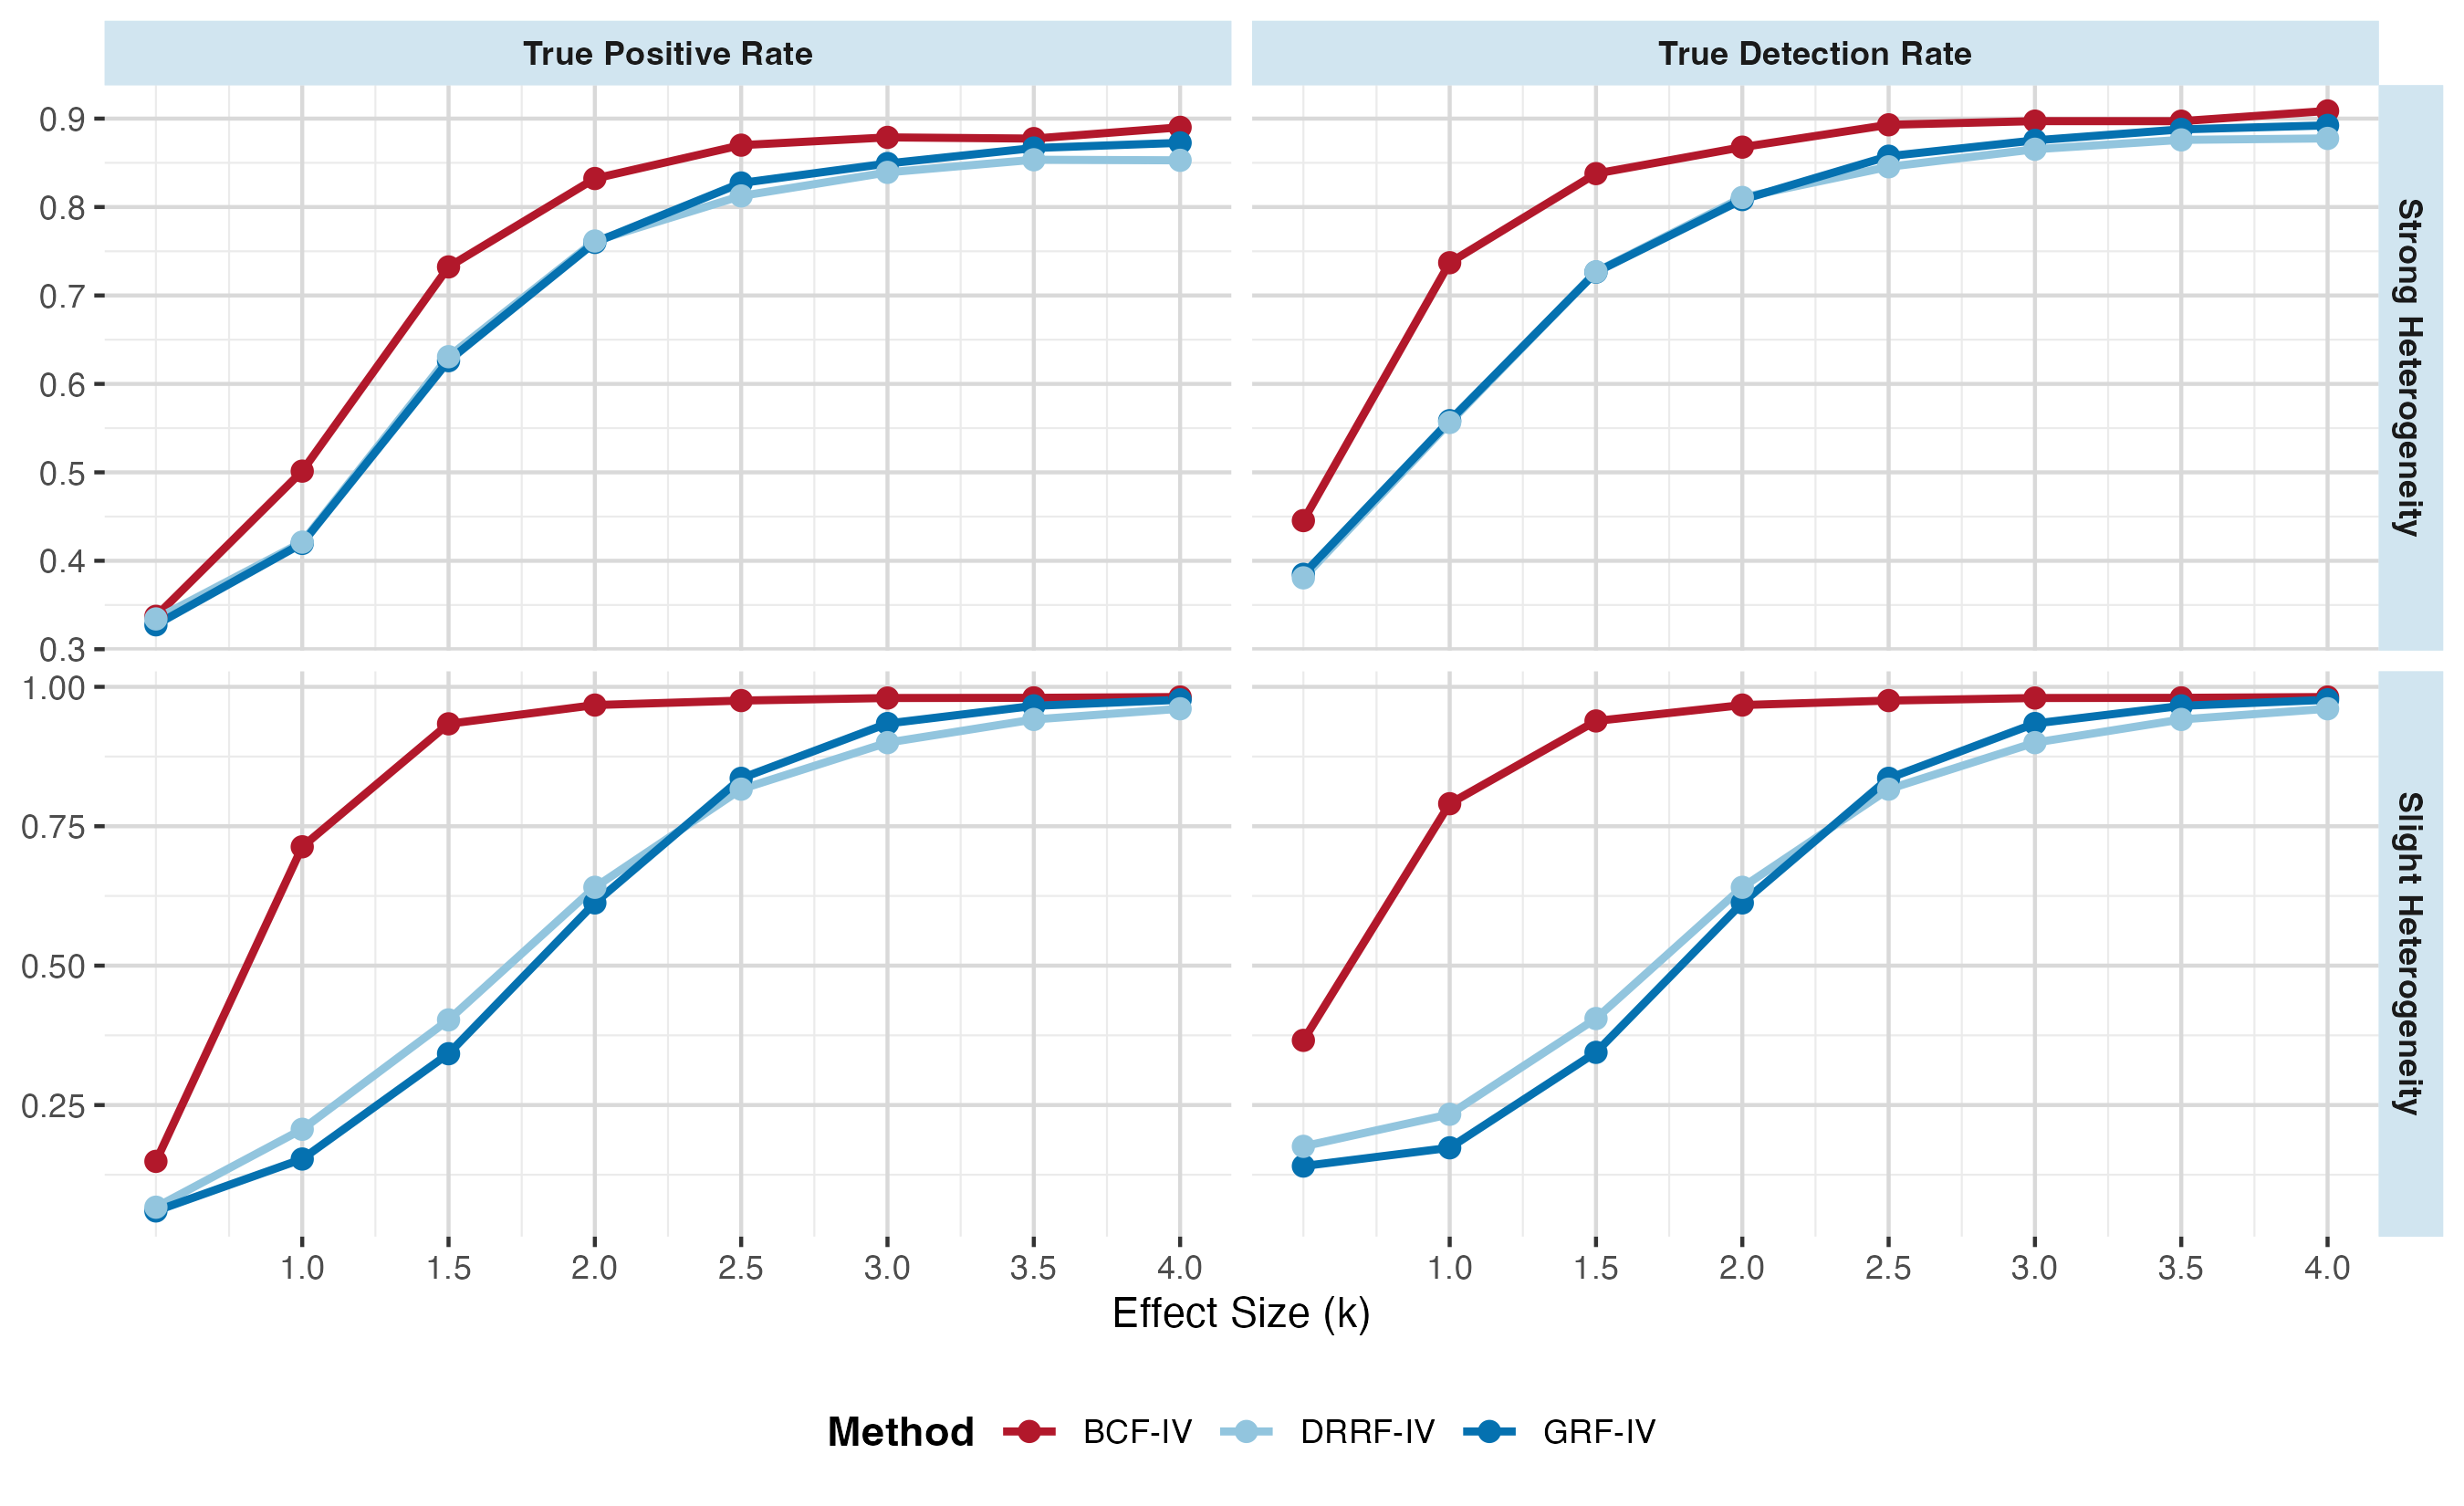 True Positive Rate
True Detection Rate
0.9
0.8
0.7
0.6
0.5
0.4
0.3
Strong Heterogeneity
1.00
0.75
0.50
0.25
Slight Heterogeneity
1.0 1.5 2.0 2.5 3.0 3.5 4.0
1.0 1.5 2.0 2.5 3.0 3.5 4.0
Effect Size (k)
Method BCF-IV DRRF-IV GRF-IV